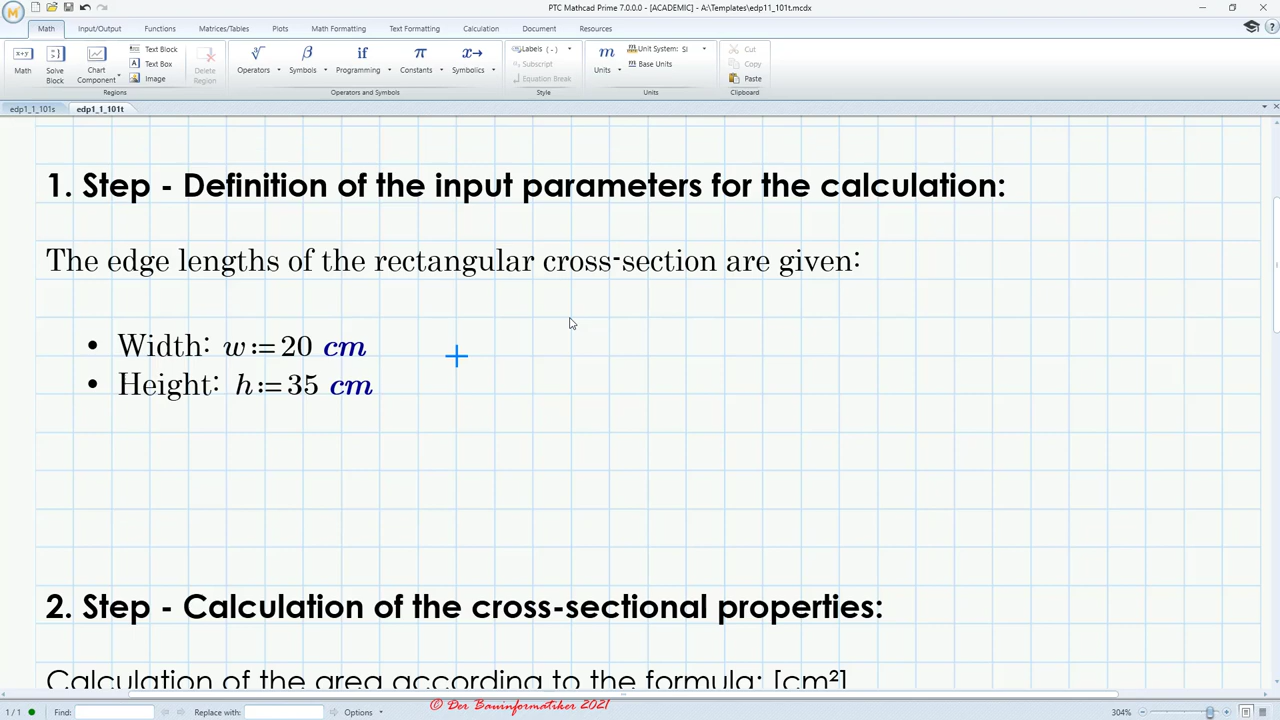 PTC Mathcad Prime 7.0.0.0 - [ACADEMIC] - A:\Templates\edp11_101t.mcdx
Math Input/Output Functions Matrices/Tables Plots Math Formatting Text Formatting Calculation Document Resources
Math
Solve Block
Chart Component
Text Block
Text Box
Image
Delete Region
Operators
Symbols
Programming
Constants
Symbolics
Labels ( - )
Subscript
Equation Break
Units
Unit System: SI
Base Units
Cut
Copy
Paste
Regions Operators and Symbols Style Units Clipboard
edp1_1_101s edp1_1_101t
1. Step - Definition of the input parameters for the calculation:
The edge lengths of the rectangular cross-section are given:
• Width: w:=20 cm
• Height: h:=35 cm
2. Step - Calculation of the cross-sectional properties:
Calculation of the area according to the formula: [cm²]
1 / 1 Find: Replace with: Options 304%
© Der Bauinformatiker 2021